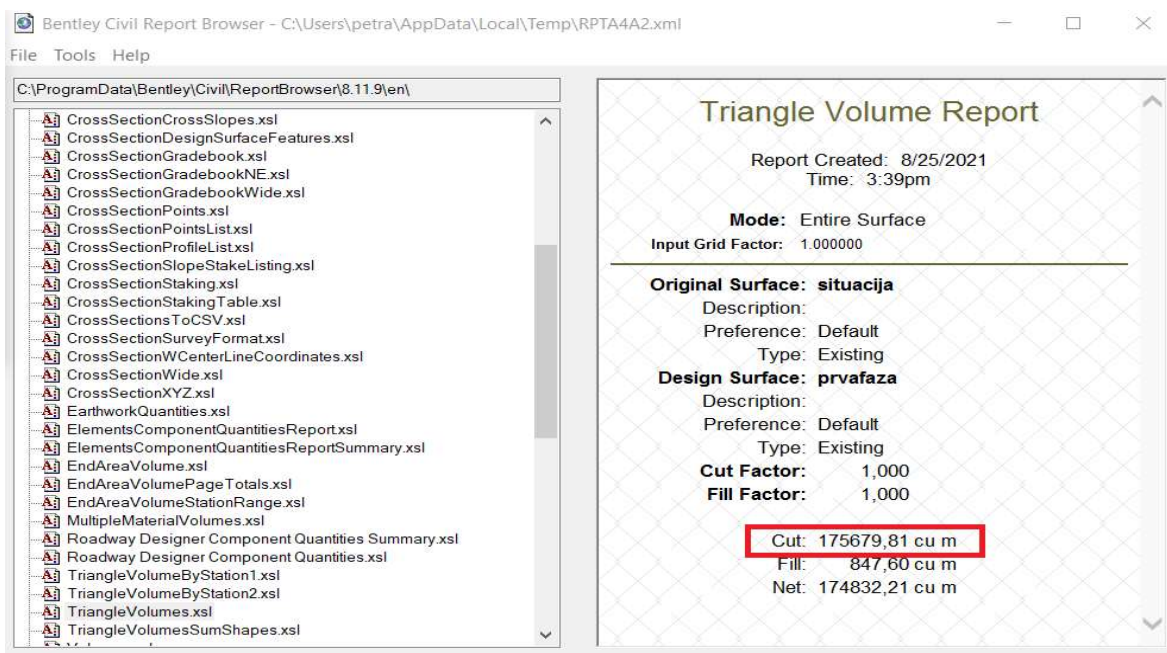 Bentley Civil Report Browser - C:\Users\petra\AppData\Local\Temp\RPTA4A2.xml
File Tools Help
C:\ProgramData\Bentley\Civil\ReportBrowser\8.11.9\en\
CrossSectionCrossSlopes.xsl
CrossSectionDesignSurfaceFeatures.xsl
CrossSectionGradebook.xsl
CrossSectionGradebookNE.xsl
CrossSectionGradebookWide.xsl
CrossSectionPoints.xsl
CrossSectionPointsList.xsl
CrossSectionProfileList.xsl
CrossSectionSlopeStakeListing.xsl
CrossSectionStaking.xsl
CrossSectionStakingTable.xsl
CrossSectionsToCSV.xsl
CrossSectionSurveyFormat.xsl
CrossSectionWCenterLineCoordinates.xsl
CrossSectionWide.xsl
CrossSectionXYZ.xsl
EarthworkQuantities.xsl
ElementsComponentQuantitiesReport.xsl
ElementsComponentQuantitiesReportSummary.xsl
EndAreaVolume.xsl
EndAreaVolumePageTotals.xsl
EndAreaVolumeStationRange.xsl
MultipleMaterialVolumes.xsl
Roadway Designer Component Quantities Summary.xsl
Roadway Designer Component Quantities.xsl
TriangleVolumeByStation1.xsl
TriangleVolumeByStation2.xsl
TriangleVolumes.xsl
TriangleVolumesSumShapes.xsl
Triangle Volume Report
Report Created: 8/25/2021
Time: 3:39pm
Mode: Entire Surface
Input Grid Factor: 1.000000
Original Surface: situacija
Description:
Preference: Default
Type: Existing
Design Surface: prvafaza
Description:
Preference: Default
Type: Existing
Cut Factor: 1,000
Fill Factor: 1,000
Cut: 175679,81 cu m
Fill: 847,60 cu m
Net: 174832,21 cu m